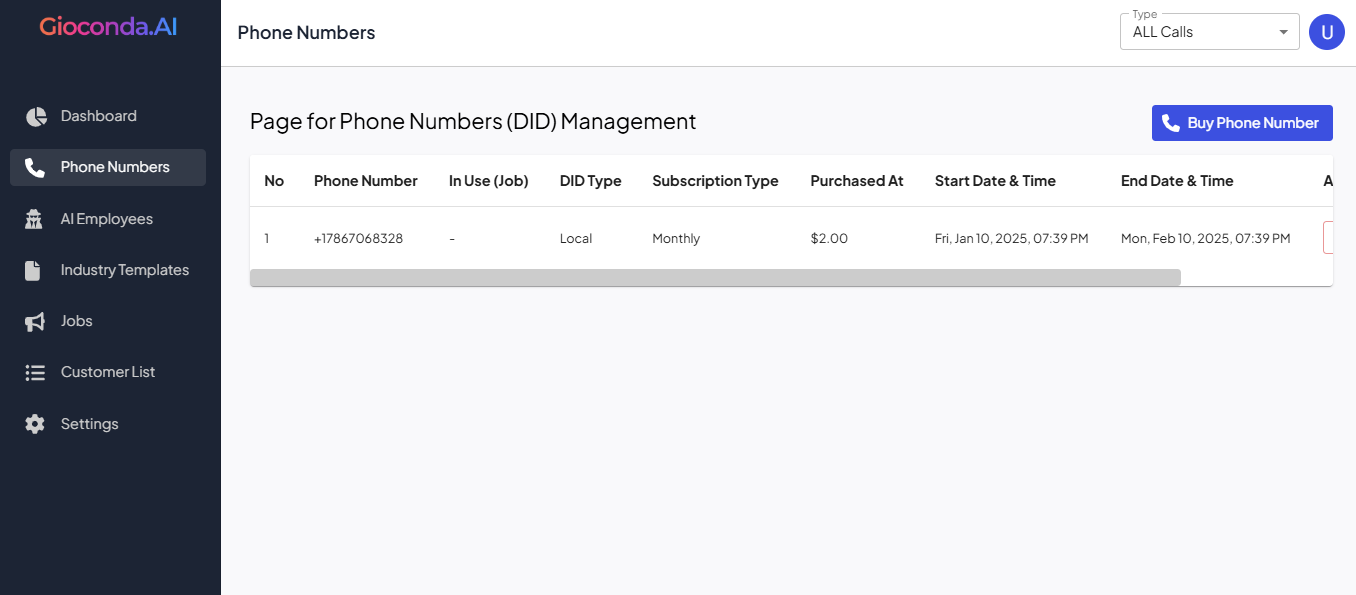 Gioconda.AI
Phone Numbers
Type
ALL Calls
U
Dashboard
Phone Numbers
AI Employees
Industry Templates
Jobs
Customer List
Settings
Page for Phone Numbers (DID) Management
Buy Phone Number
No Phone Number In Use (Job) DID Type Subscription Type Purchased At Start Date & Time End Date & Time
1 +17867068328 - Local Monthly $2.00 Fri, Jan 10, 2025, 07:39 PM Mon, Feb 10, 2025, 07:39 PM